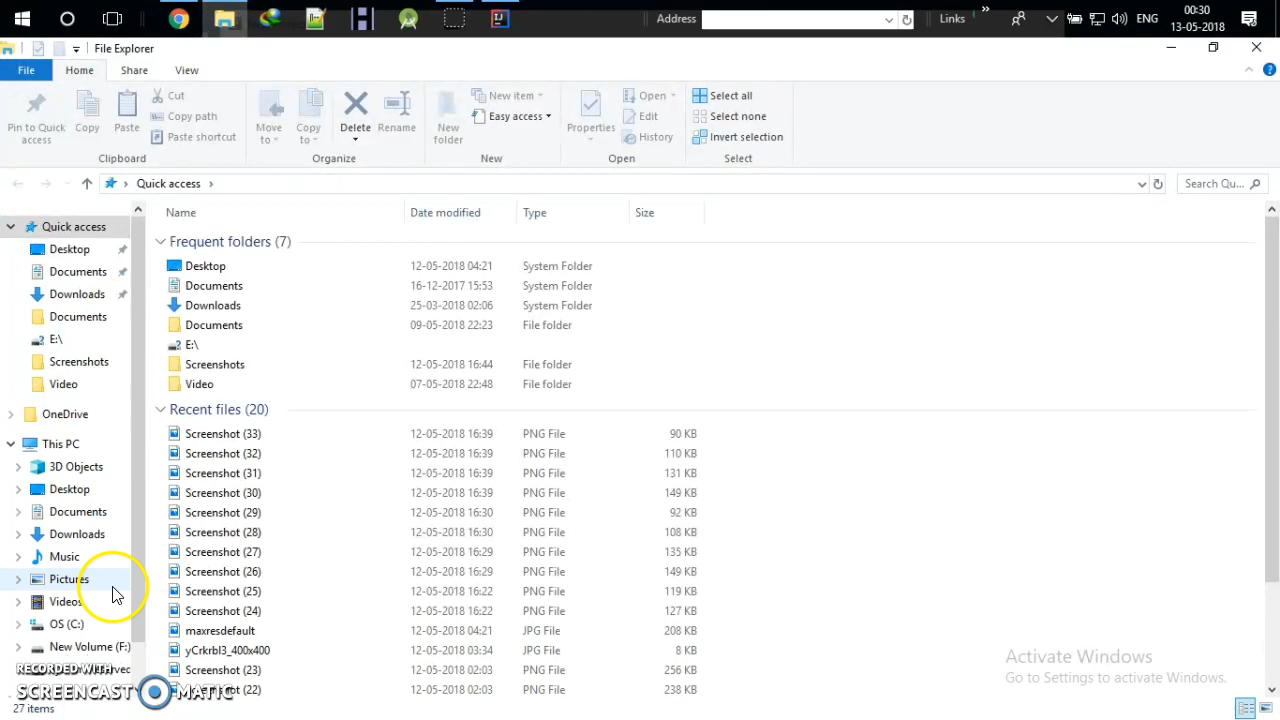 Address
Links
»
ENG
00:30
13-05-2018
File Explorer
File Home Share View
Pin to Quick access
Copy
Paste
Cut
Copy path
Paste shortcut
Clipboard
Move to
Copy to
Delete
Rename
Organize
New folder
New item
Easy access
New
Properties
Open
Edit
History
Open
Select all
Select none
Invert selection
Select
Quick access
Search Qu...
Quick access
Desktop
Documents
Downloads
Documents
E:\
Screenshots
Video
OneDrive
This PC
3D Objects
Desktop
Documents
Downloads
Music
Pictures
Videos
OS (C:)
New Volume (F:)
Name Date modified Type Size
Frequent folders (7)
Desktop 12-05-2018 04:21 System Folder
Documents 16-12-2017 15:53 System Folder
Downloads 25-03-2018 02:06 System Folder
Documents 09-05-2018 22:23 File folder
E:\
Screenshots 12-05-2018 16:44 File folder
Video 07-05-2018 22:48 File folder
Recent files (20)
Screenshot (33) 12-05-2018 16:39 PNG File 90 KB
Screenshot (32) 12-05-2018 16:39 PNG File 110 KB
Screenshot (31) 12-05-2018 16:39 PNG File 131 KB
Screenshot (30) 12-05-2018 16:39 PNG File 149 KB
Screenshot (29) 12-05-2018 16:30 PNG File 92 KB
Screenshot (28) 12-05-2018 16:30 PNG File 108 KB
Screenshot (27) 12-05-2018 16:29 PNG File 135 KB
Screenshot (26) 12-05-2018 16:29 PNG File 149 KB
Screenshot (25) 12-05-2018 16:22 PNG File 119 KB
Screenshot (24) 12-05-2018 16:22 PNG File 127 KB
maxresdefault 12-05-2018 04:21 JPG File 208 KB
yCrkrbl3_400x400 12-05-2018 03:34 JPG File 8 KB
Screenshot (23) 12-05-2018 02:03 PNG File 256 KB
(22) 12-05-2018 02:03 PNG File 238 KB
Activate Windows
Go to Settings to activate Windows.
RECORDED WITH
SCREENCAST MATIC
27 items